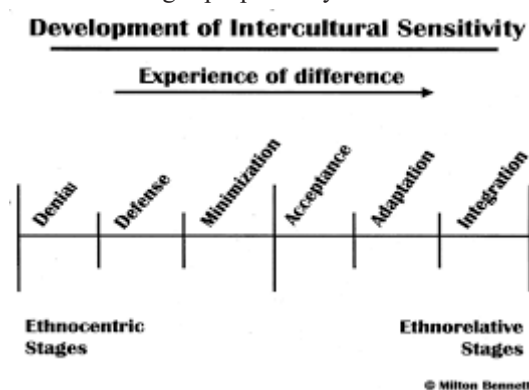 Development of Intercultural Sensitivity
Experience of difference
Denial
Defense
Minimization
Acceptance
Adaptation
Integration
Ethnocentric
Stages
Ethnorelative
Stages
© Milton Bennett